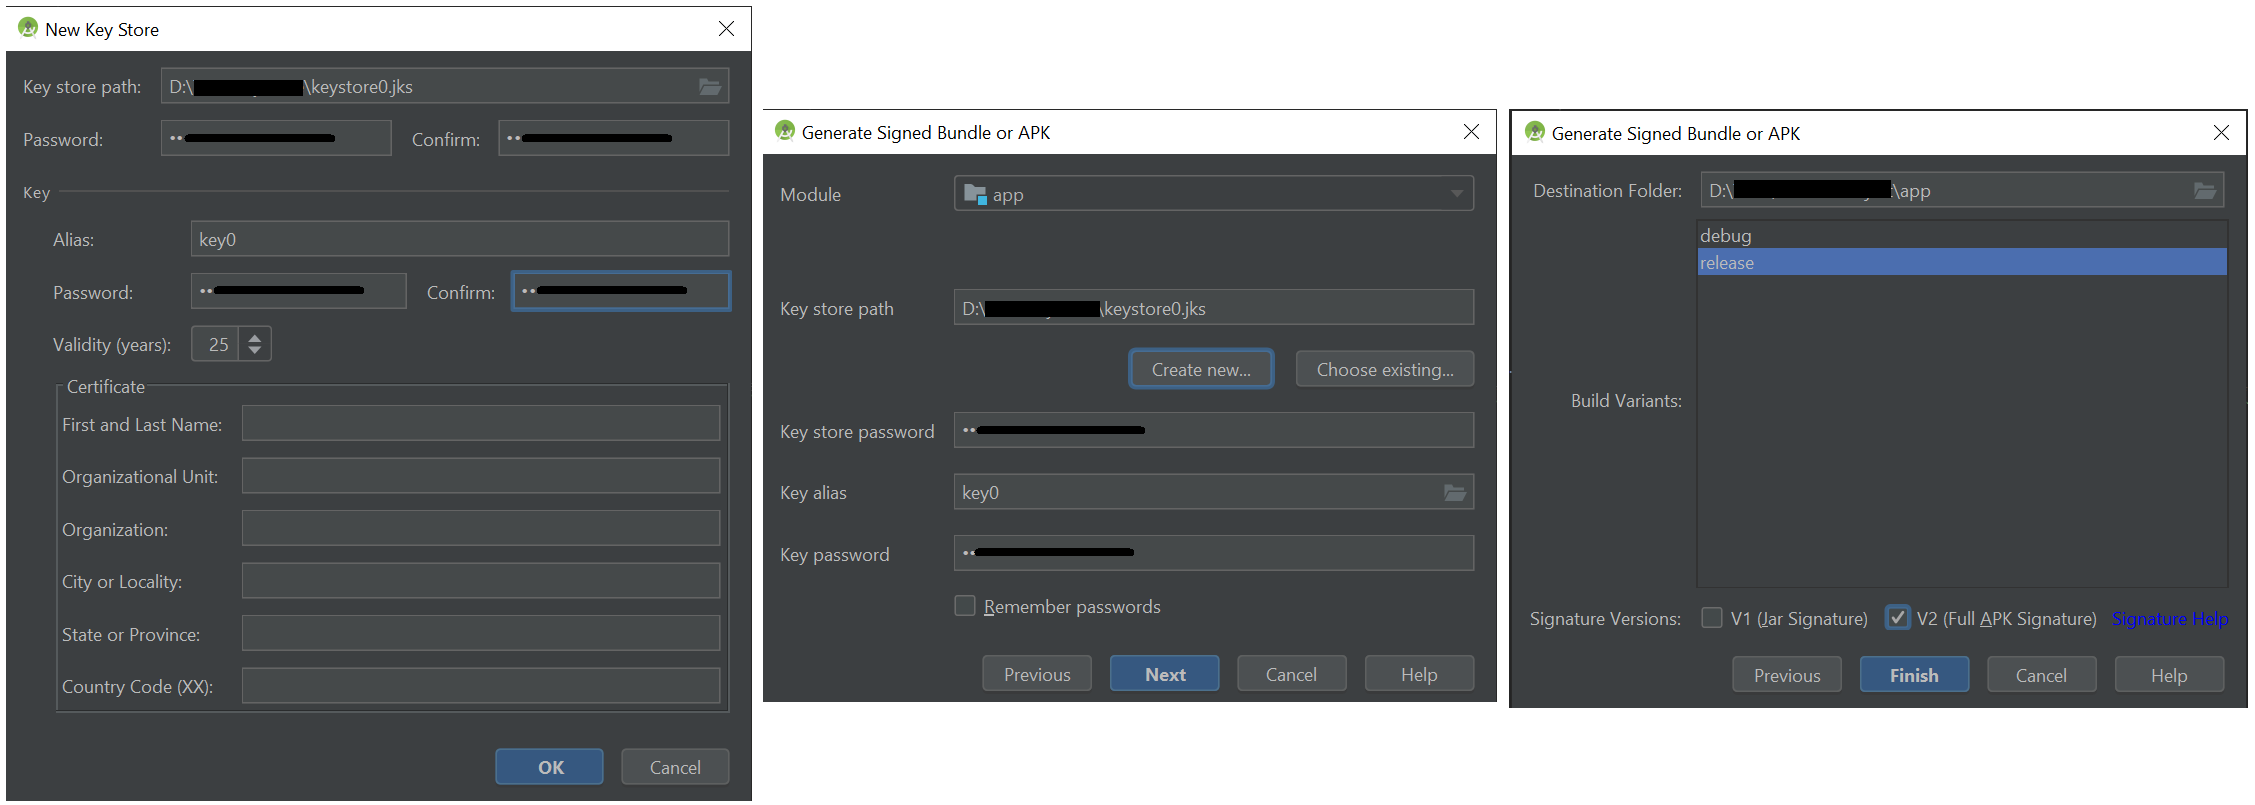 New Key Store
Key store path: D:\ \keystore0.jks
Password: •• Confirm: ••
Key
Alias: key0
Password: •• Confirm: ••
Validity (years): 25
Certificate
First and Last Name:
Organizational Unit:
Organization:
City or Locality:
State or Province:
Country Code (XX):
OK Cancel
Generate Signed Bundle or APK
Module app
Key store path D:\ \keystore0.jks
Create new... Choose existing...
Key store password ••
Key alias key0
Key password ••
Remember passwords
Previous Next Cancel Help
Generate Signed Bundle or APK
Destination Folder: D:\ \app
debug
release
Build Variants:
Signature Versions: V1 (Jar Signature) V2 (Full APK Signature) Signature Help
Previous Finish Cancel Help